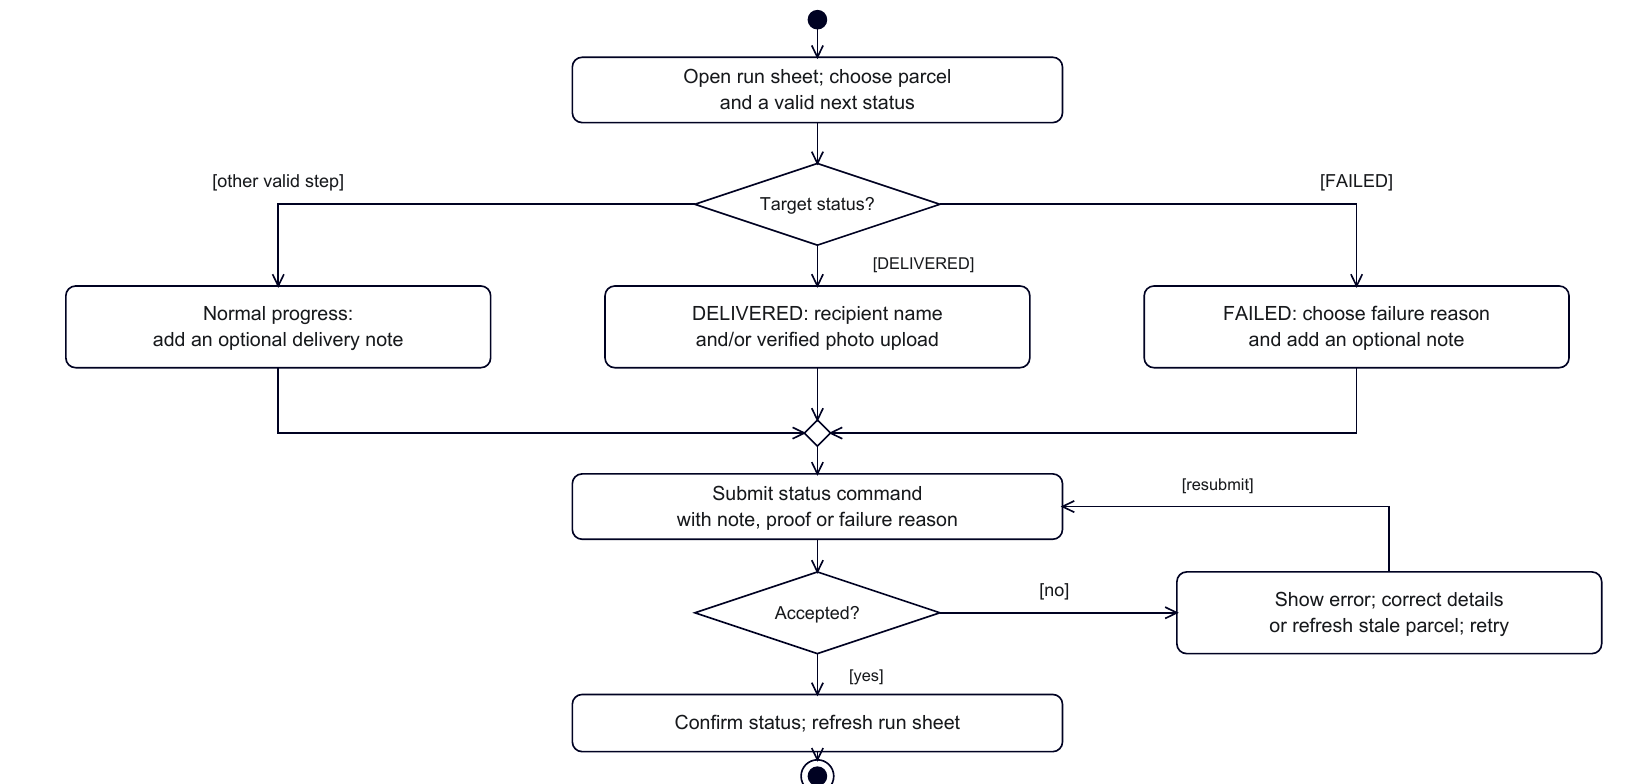 Open run sheet; choose parcel
and a valid next status
[other valid step]
[FAILED]
Target status?
[DELIVERED]
Normal progress:
add an optional delivery note
DELIVERED: recipient name
and/or verified photo upload
FAILED: choose failure reason
and add an optional note
Submit status command
with note, proof or failure reason
[resubmit]
Accepted?
[no]
Show error; correct details
or refresh stale parcel; retry
[yes]
Confirm status; refresh run sheet